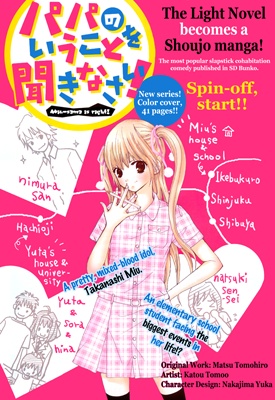 パパの
いうことを
聞きなさい!
The Light Novel
becomes a
Shoujo manga!
The most popular slapstick cohabitation
comedy published in SD Bunko.
New series!
Color cover,
41 pages!!
Spin-off,
start!!
Miu's
house
&
school
Ikebukuro
Shinjuku
Shibuya
nimura
san
Hachioji
Yuta's
house &
univer-
sity
Yuta
&
sora
&
hina
natsuki
sen-
sei
A pretty, mixed-blood idol,
Takanashi Miu.
An elementary school
student facing the
biggest events in
her life!?
Original Work: Matsu Tomohiro
Artist: Katou Tomoo
Character Design: Nakajima Yuka